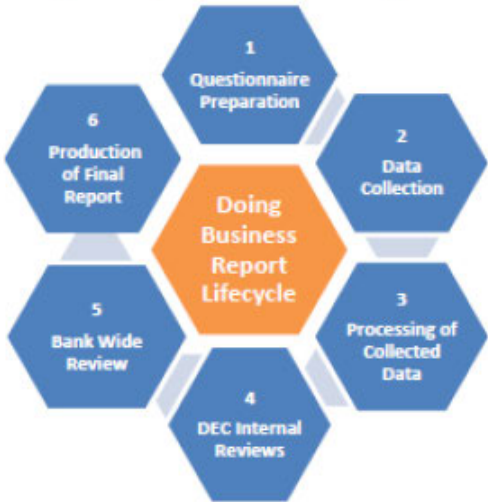 1
Questionnaire
Preparation
2
Data
Collection
3
Processing of
Collected
Data
4
DEC Internal
Reviews
5
Bank Wide
Review
6
Production
of Final
Report
Doing
Business
Report
Lifecycle